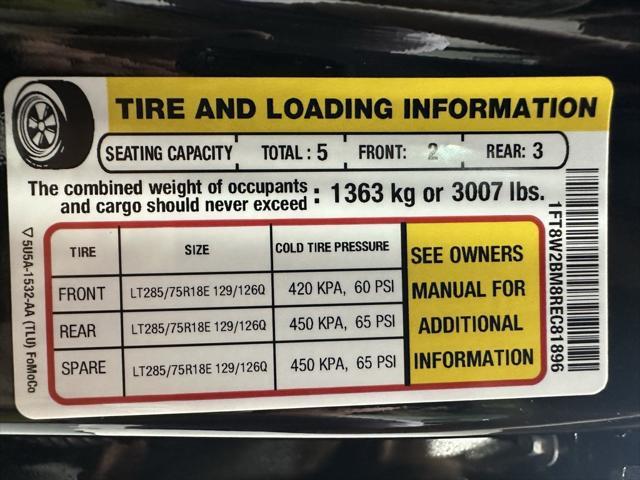 TIRE AND LOADING INFORMATION
SEATING CAPACITY TOTAL : 5 FRONT: 2 REAR: 3
The combined weight of occupants and cargo should never exceed : 1363 kg or 3007 lbs.
TIRE SIZE COLD TIRE PRESSURE
FRONT LT285/75R18E 129/126Q 420 KPA, 60 PSI
REAR LT285/75R18E 129/126Q 450 KPA, 65 PSI
SPARE LT285/75R18E 129/126Q 450 KPA, 65 PSI
SEE OWNERS
MANUAL FOR
ADDITIONAL
INFORMATION
▽5U5A-1532-AA (TLU) FoMoCo
1FT8W2BM8REC81896